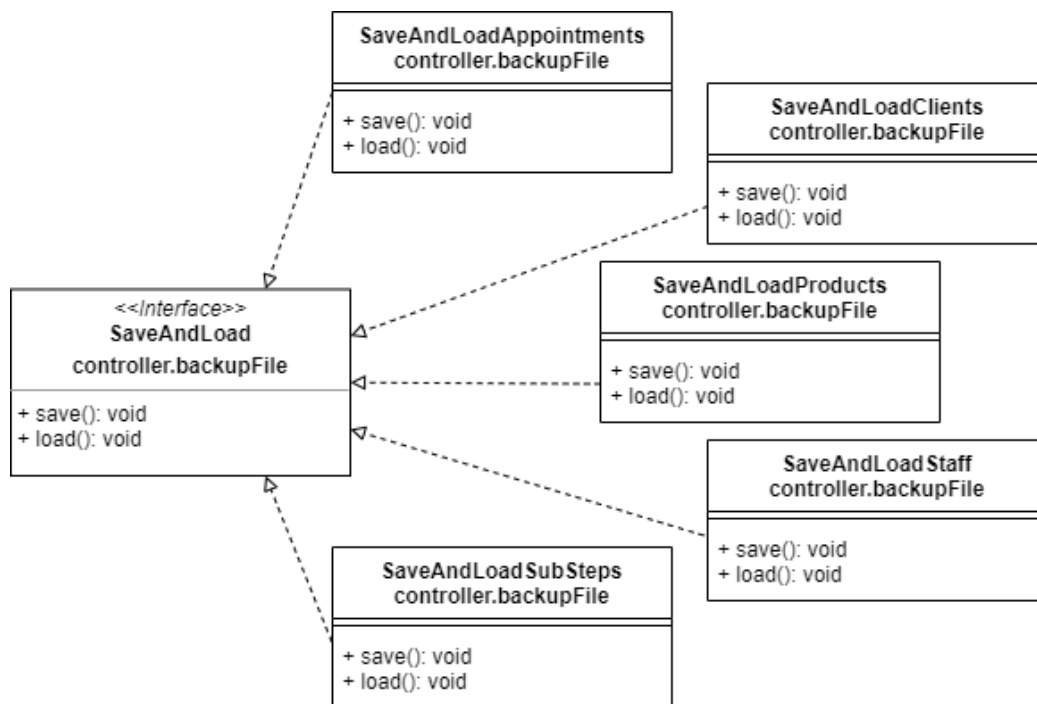 SaveAndLoadAppointments
controller.backupFile
+ save(): void
+ load(): void
SaveAndLoadClients
controller.backupFile
+ save(): void
+ load(): void
SaveAndLoadProducts
controller.backupFile
+ save(): void
+ load(): void
<<Interface>>
SaveAndLoad
controller.backupFile
+ save(): void
+ load(): void
SaveAndLoadStaff
controller.backupFile
+ save(): void
+ load(): void
SaveAndLoadSubSteps
controller.backupFile
+ save(): void
+ load(): void